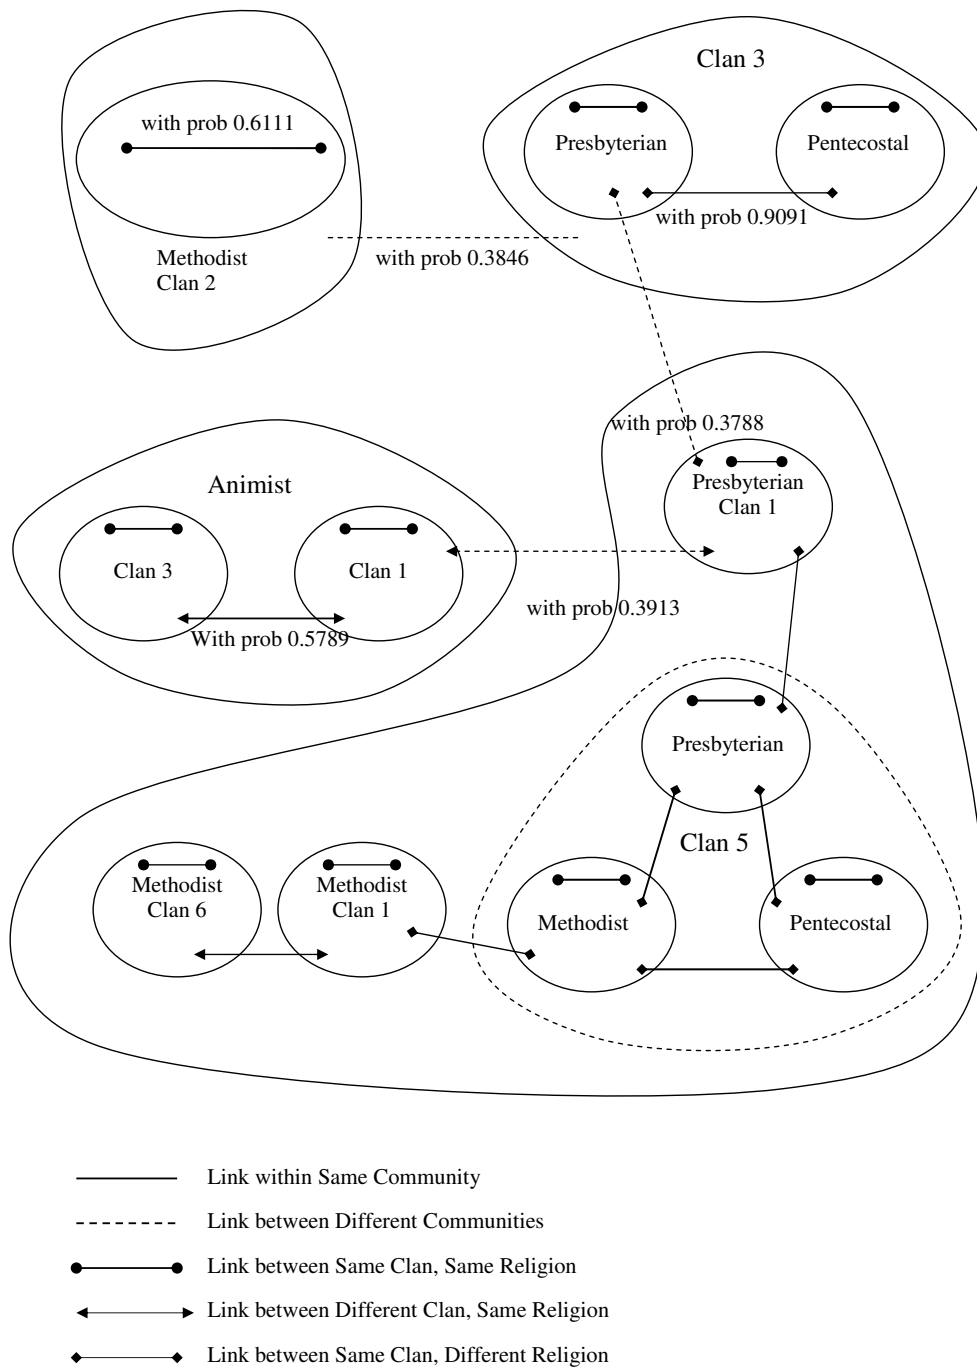 Clan 3
with prob 0.6111
Presbyterian
Pentecostal
with prob 0.9091
Methodist
Clan 2
with prob 0.3846
with prob 0.3788
Presbyterian
Clan 1
Animist
Clan 3
Clan 1
With prob 0.5789
with prob 0.3913
Presbyterian
Clan 5
Methodist
Clan 6
Methodist
Clan 1
Methodist
Pentecostal
Link within Same Community
Link between Different Communities
Link between Same Clan, Same Religion
Link between Different Clan, Same Religion
Link between Same Clan, Different Religion